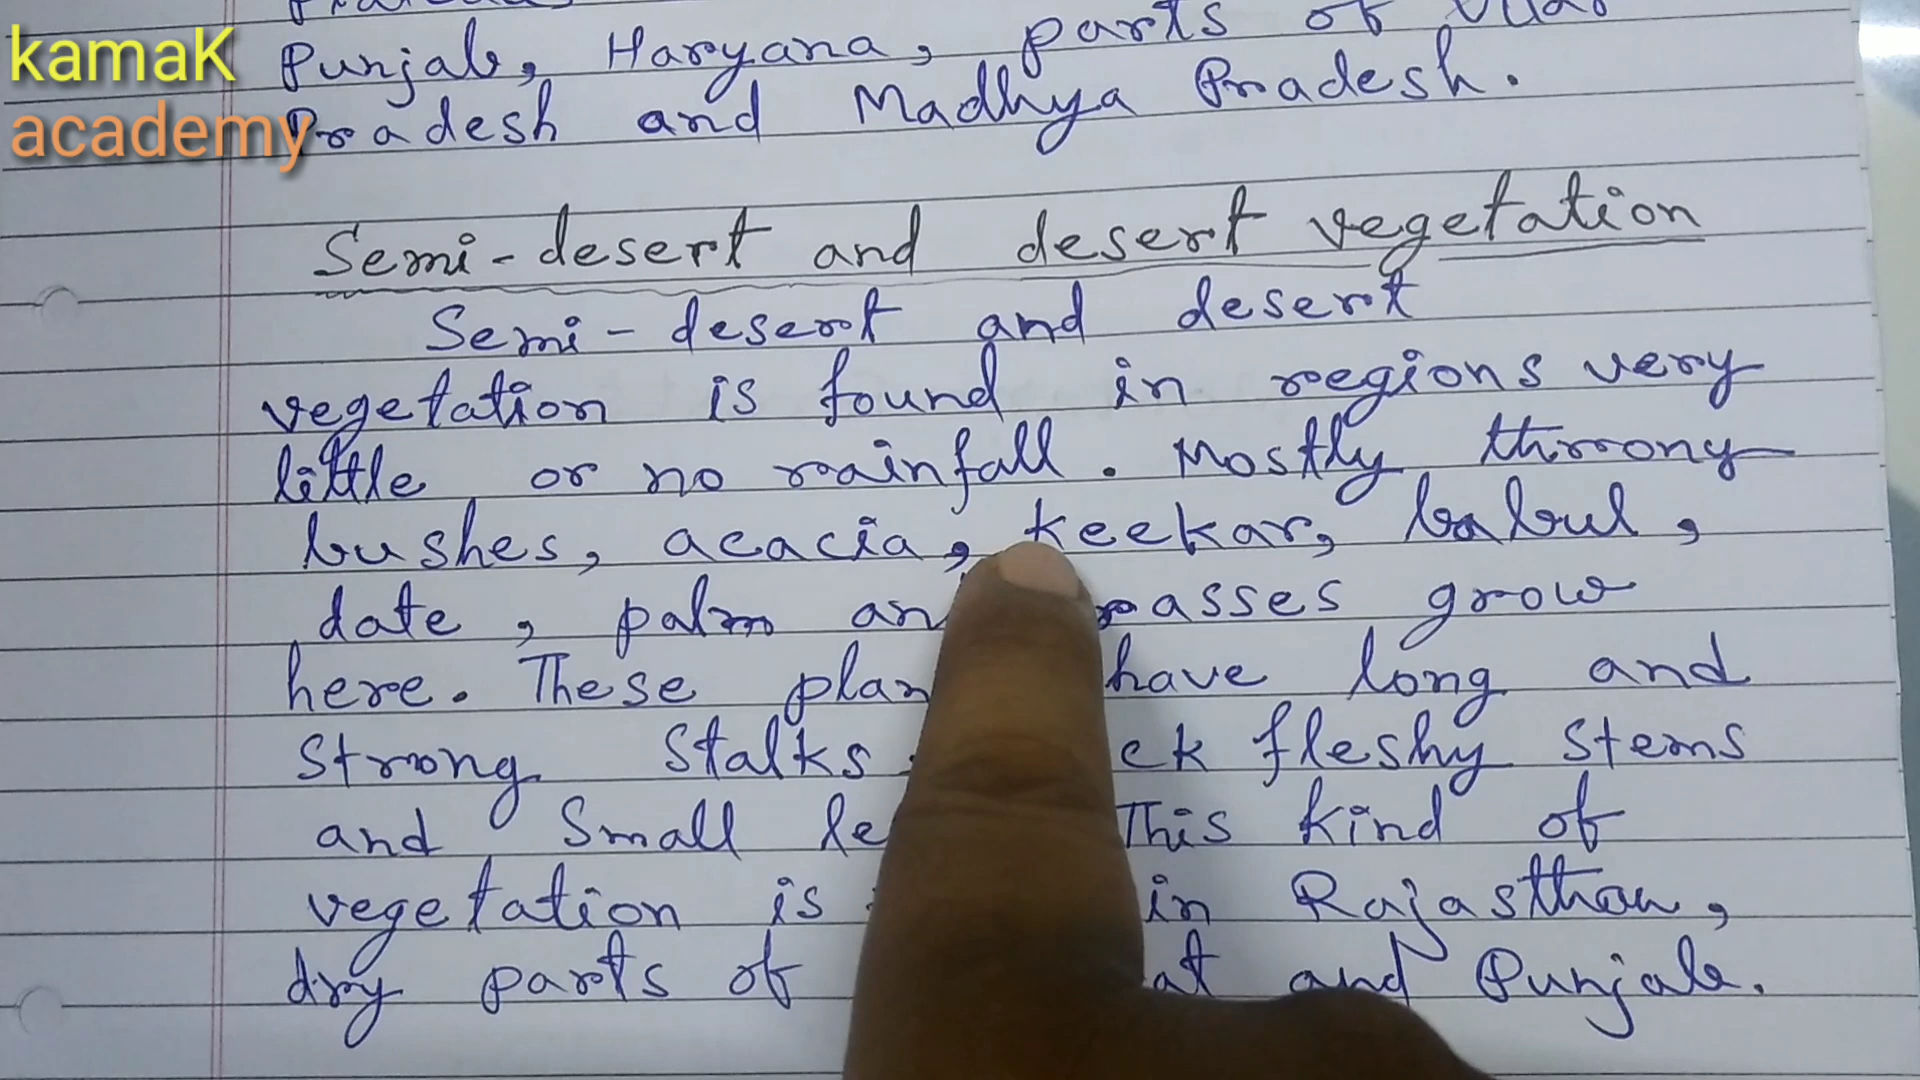 kamaK
academy
Punjab, Haryana, parts of
Pradesh and Madhya Pradesh.
Semi-desert and desert vegetation
Semi-desert and desert
vegetation is found in regions very
little or no rainfall. Mostly throny
bushes, acacia, keekar, babul,
date, palm grow
here. These have long and
strong stalks fleshy stems
and small This kind of
vegetation is in Rajasthan,
dry parts of and Punjab.